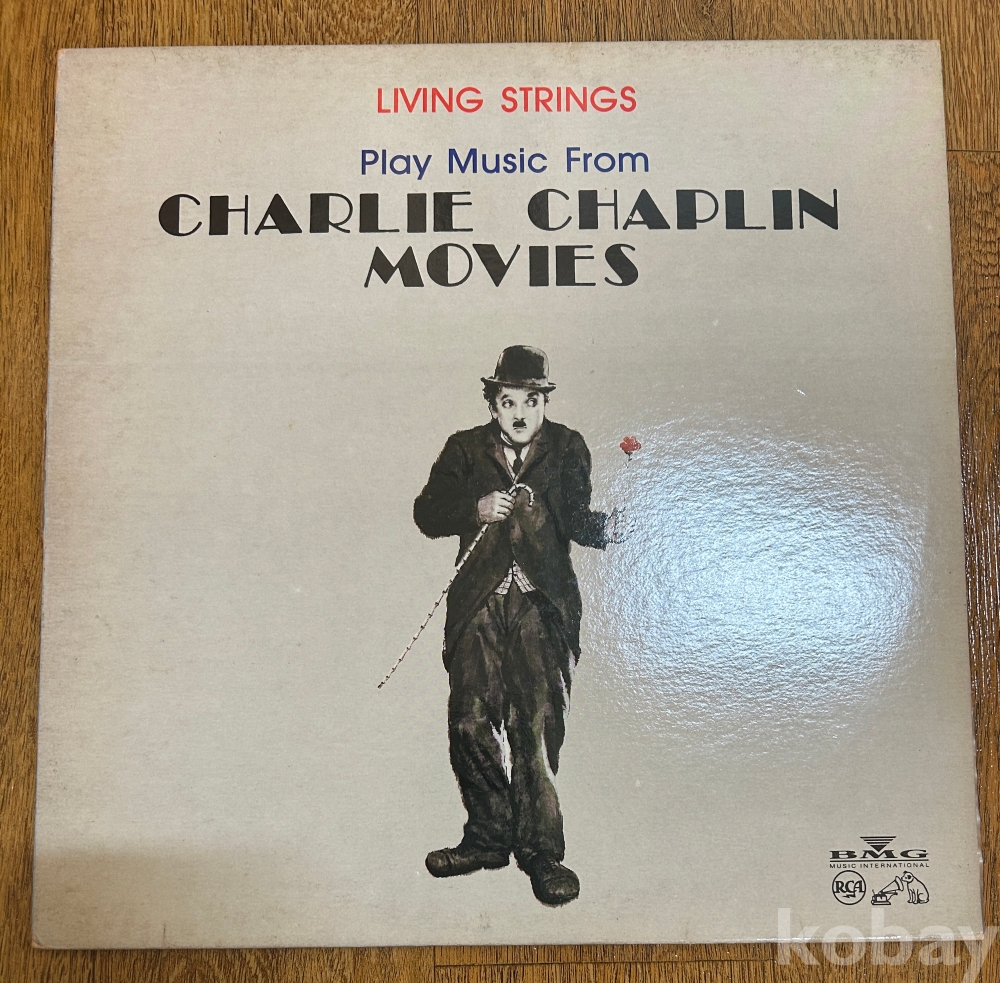 LIVING STRINGS
Play Music From
CHARLIE CHAPLIN
MOVIES
BMG
MUSIC INTERNATIONAL
RCA
kobay